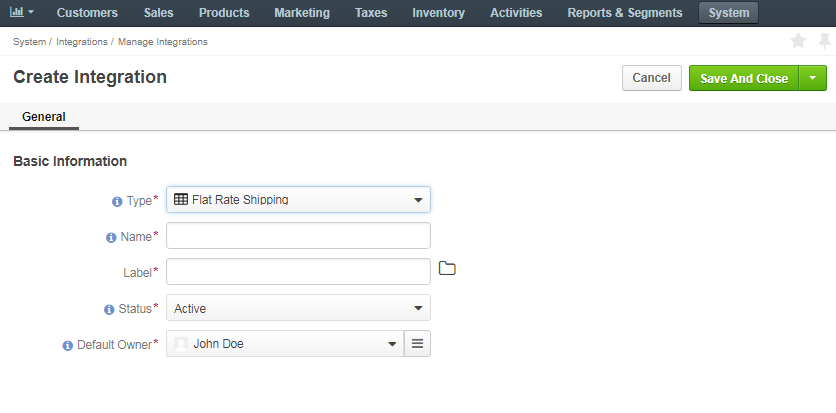 Customers Sales Products Marketing Taxes Inventory Activities Reports & Segments System
System / Integrations / Manage Integrations
Create Integration Cancel Save And Close
General
Basic Information
Type* Flat Rate Shipping
Name*
Label*
Status* Active
Default Owner* John Doe